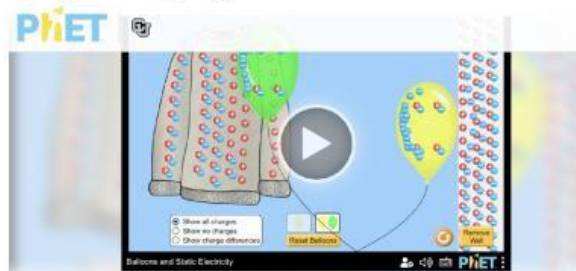 PhET
Show all charges
Show no charges
Show charge differences
Reset Balloons
Remove
Wall
Balloons and Static Electricity
PhET